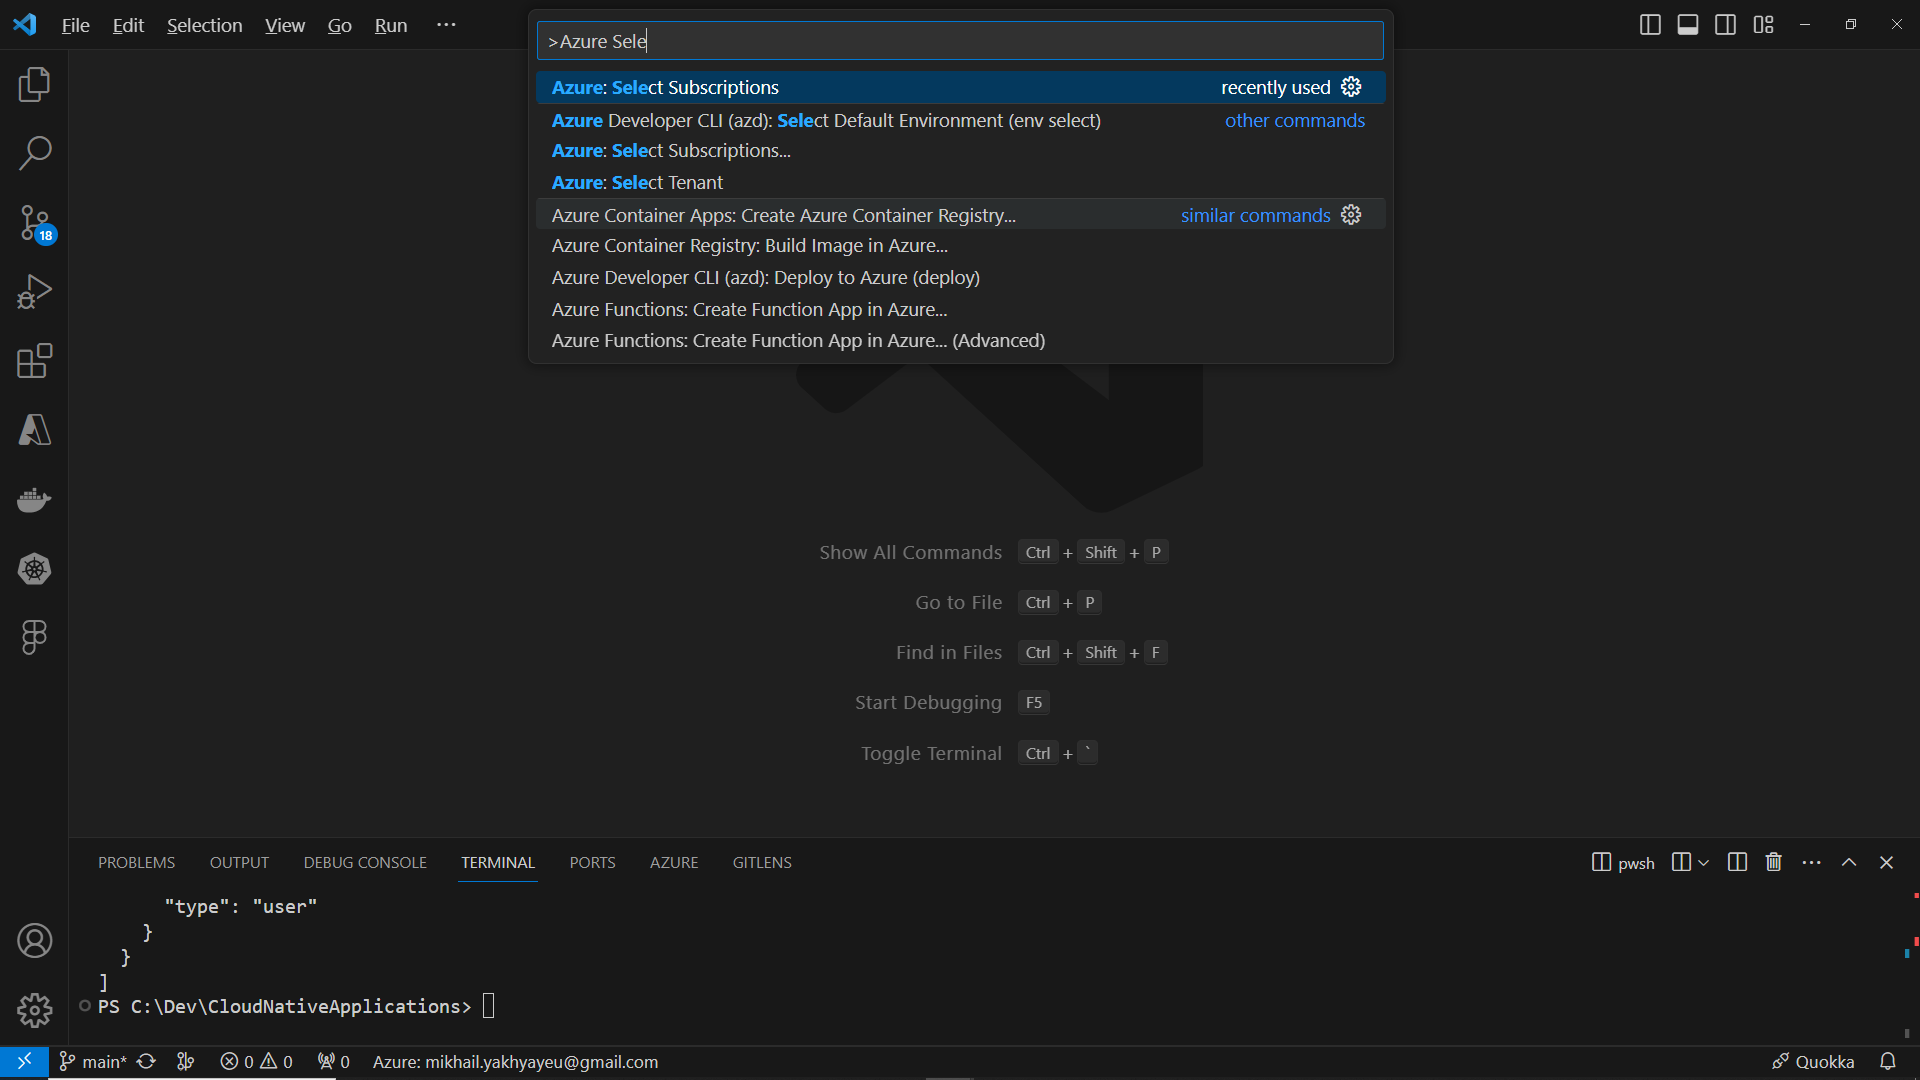 File Edit Selection View Go Run ···
>Azure Sele
Azure: Select Subscriptions recently used
Azure Developer CLI (azd): Select Default Environment (env select) other commands
Azure: Select Subscriptions...
Azure: Select Tenant
Azure Container Apps: Create Azure Container Registry... similar commands
Azure Container Registry: Build Image in Azure...
Azure Developer CLI (azd): Deploy to Azure (deploy)
Azure Functions: Create Function App in Azure...
Azure Functions: Create Function App in Azure... (Advanced)
18
Show All Commands Ctrl + Shift + P
Go to File Ctrl + P
Find in Files Ctrl + Shift + F
Start Debugging F5
Toggle Terminal Ctrl + `
PROBLEMS OUTPUT DEBUG CONSOLE TERMINAL PORTS AZURE GITLENS pwsh ···
"type": "user"
}
}
]
PS C:\Dev\CloudNativeApplications>
main* 0 0 0 Azure: mikhail.yakhyayeu@gmail.com Quokka